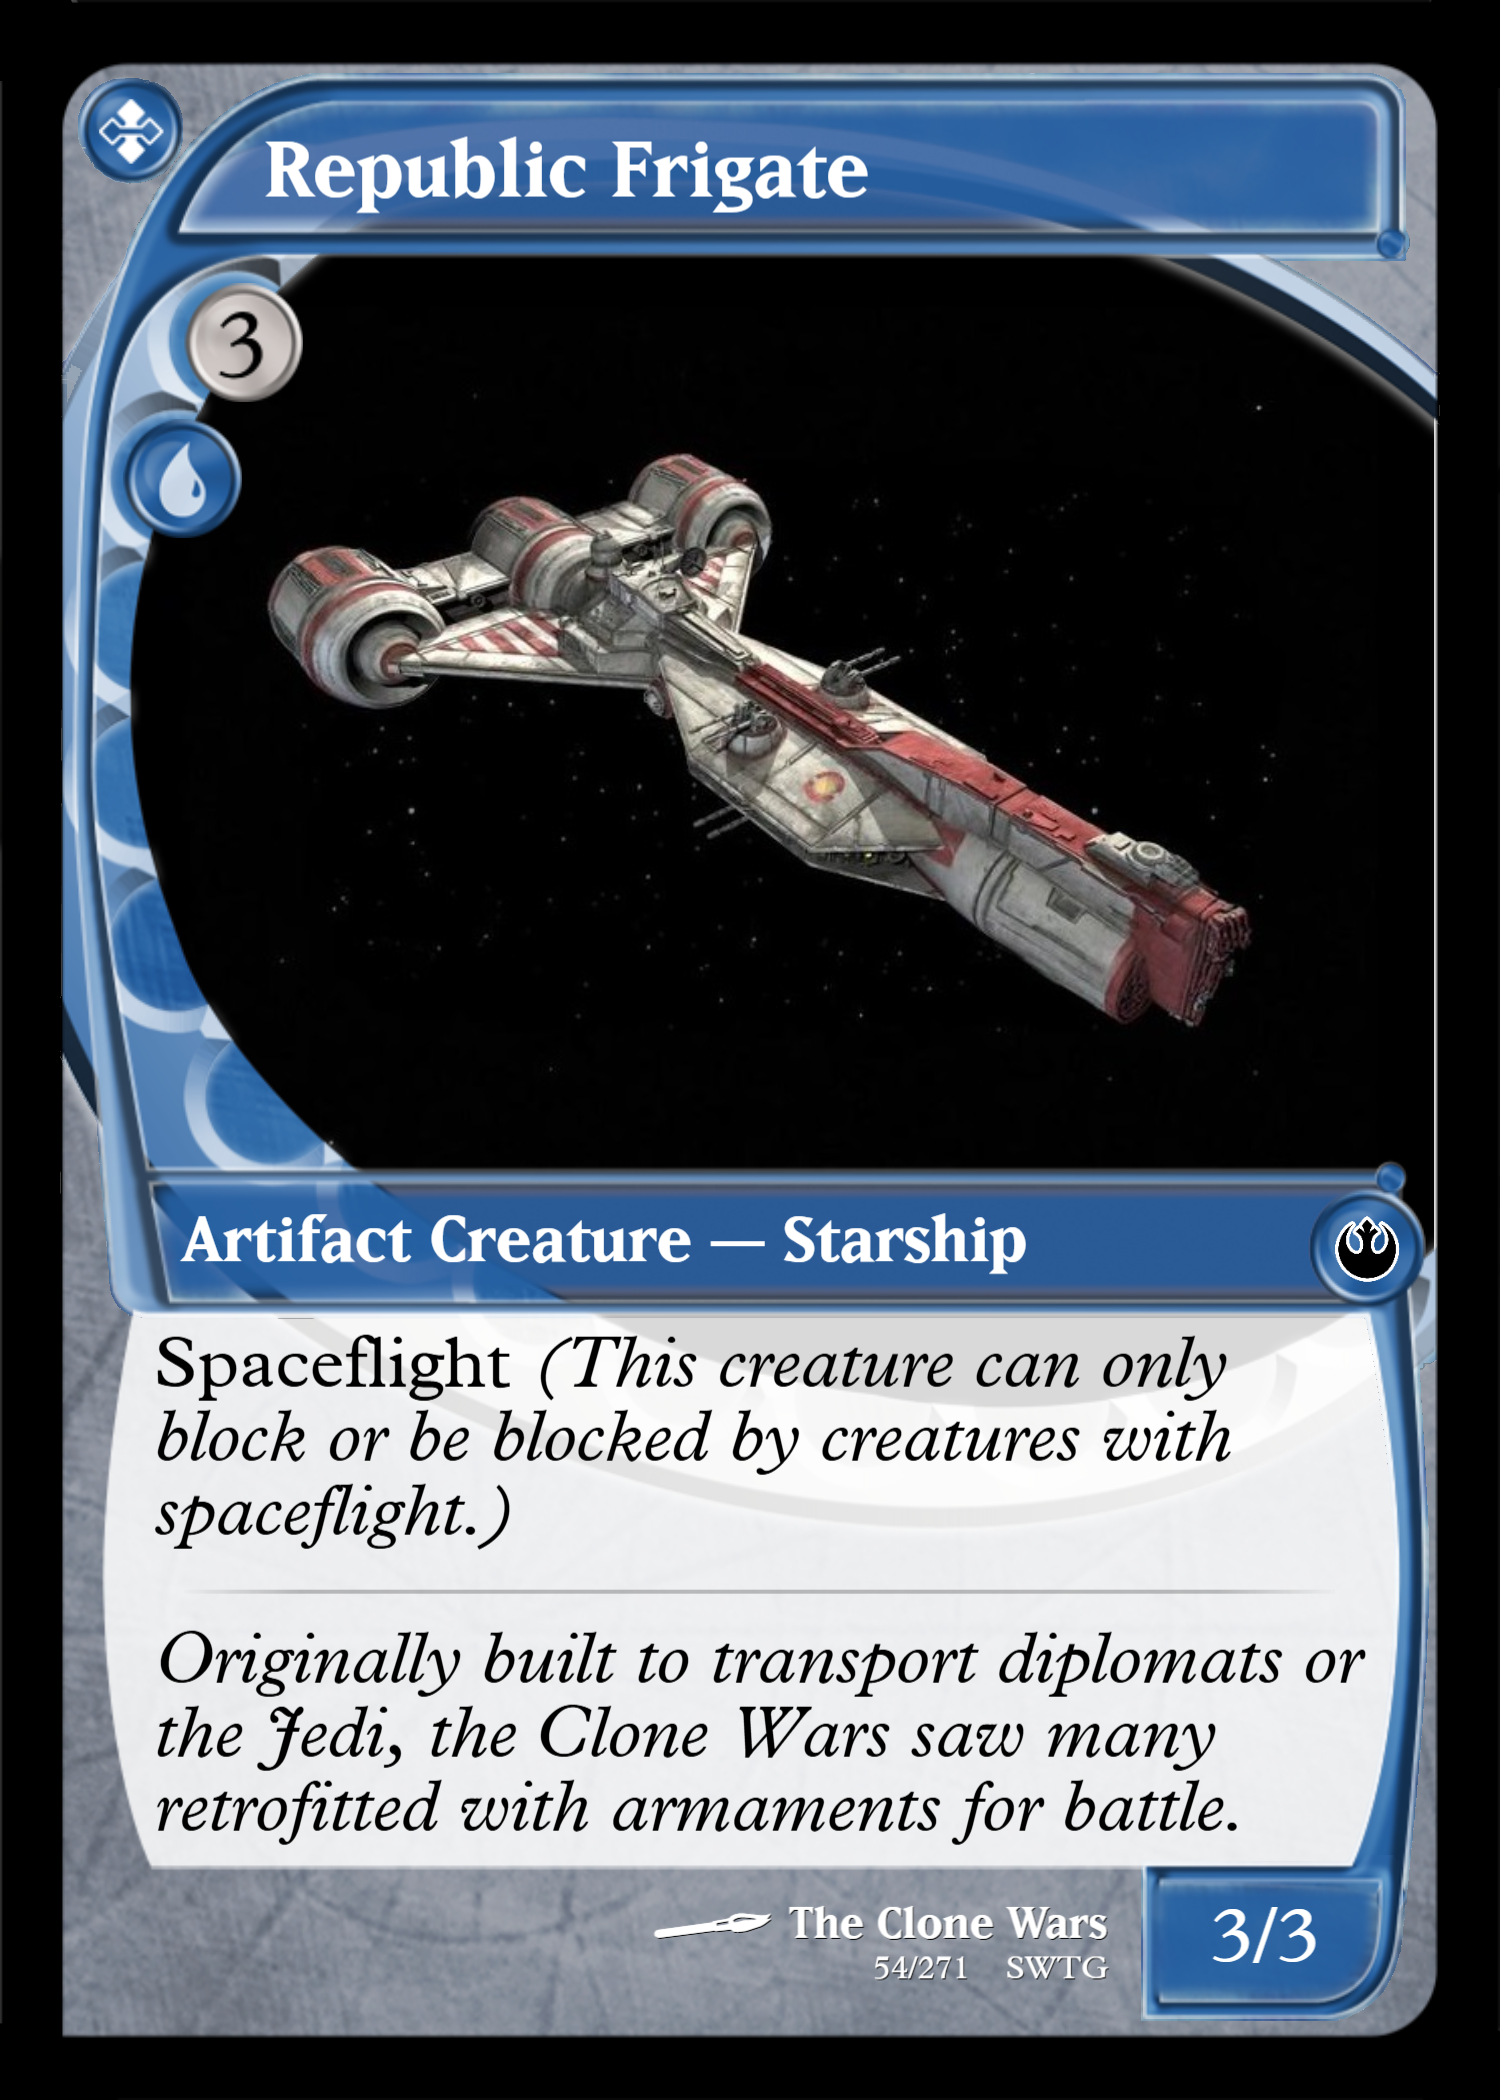 Republic Frigate
3
Artifact Creature — Starship
Spaceflight (This creature can only
block or be blocked by creatures with
spaceflight.)
Originally built to transport diplomats or
the Jedi, the Clone Wars saw many
retrofitted with armaments for battle.
The Clone Wars
54/271 SWTG
3/3